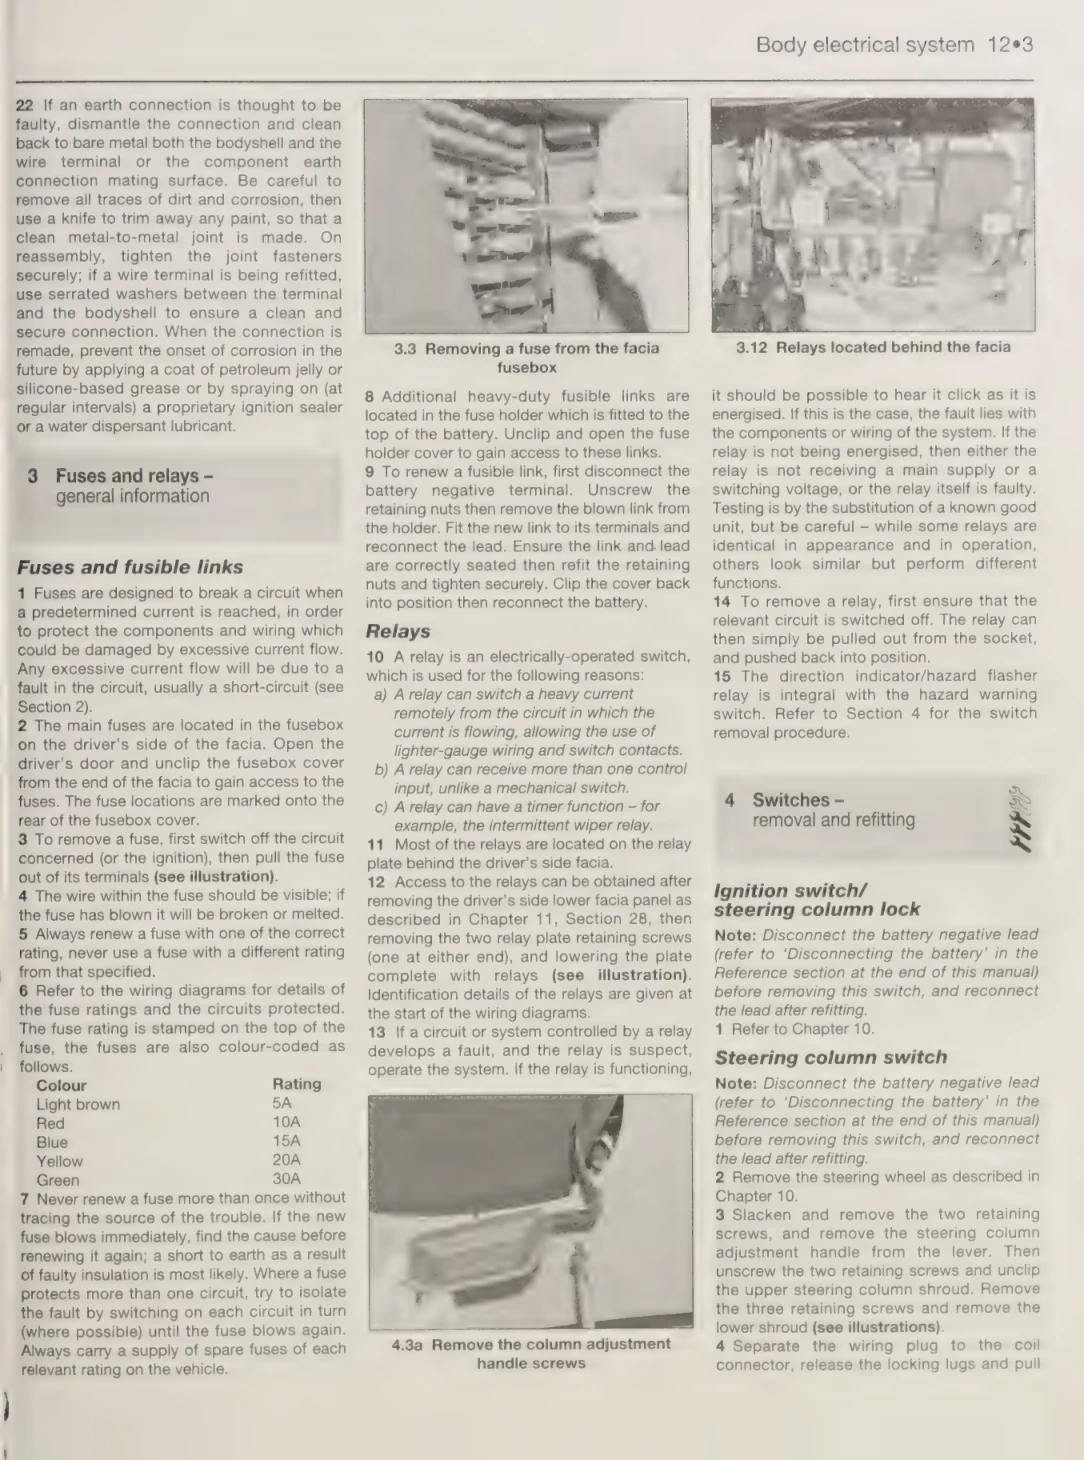 Body electrical system 12•3
22 If an earth connection is thought to be
faulty, dismantle the connection and clean
back to bare metal both the bodyshell and the
wire terminal or the component earth
connection mating surface. Be careful to
remove all traces of dirt and corrosion, then
use a knife to trim away any paint, so that a
clean metal-to-metal joint is made. On
reassembly, tighten the joint fasteners
securely; if a wire terminal is being refitted,
use serrated washers between the terminal
and the bodyshell to ensure a clean and
secure connection. When the connection is
remade, prevent the onset of corrosion in the
future by applying a coat of petroleum jelly or
silicone-based grease or by spraying on (at
regular intervals) a proprietary ignition sealer
or a water dispersant lubricant.
3 Fuses and relays –
general information
Fuses and fusible links
1 Fuses are designed to break a circuit when
a predetermined current is reached, in order
to protect the components and wiring which
could be damaged by excessive current flow.
Any excessive current flow will be due to a
fault in the circuit, usually a short-circuit (see
Section 2).
2 The main fuses are located in the fusebox
on the driver's side of the facia. Open the
driver's door and unclip the fusebox cover
from the end of the facia to gain access to the
fuses. The fuse locations are marked onto the
rear of the fusebox cover.
3 To remove a fuse, first switch off the circuit
concerned (or the ignition), then pull the fuse
out of its terminals (see illustration).
4 The wire within the fuse should be visible; if
the fuse has blown it will be broken or melted.
5 Always renew a fuse with one of the correct
rating, never use a fuse with a different rating
from that specified.
6 Refer to the wiring diagrams for details of
the fuse ratings and the circuits protected.
The fuse rating is stamped on the top of the
fuse, the fuses are also colour-coded as
follows.
Colour Rating
Light brown 5A
Red 10A
Blue 15A
Yellow 20A
Green 30A
7 Never renew a fuse more than once without
tracing the source of the trouble. If the new
fuse blows immediately, find the cause before
renewing it again; a short to earth as a result
of faulty insulation is most likely. Where a fuse
protects more than one circuit, try to isolate
the fault by switching on each circuit in turn
(where possible) until the fuse blows again.
Always carry a supply of spare fuses of each
relevant rating on the vehicle.
3.3 Removing a fuse from the facia
fusebox
8 Additional heavy-duty fusible links are
located in the fuse holder which is fitted to the
top of the battery. Unclip and open the fuse
holder cover to gain access to these links.
9 To renew a fusible link, first disconnect the
battery negative terminal. Unscrew the
retaining nuts then remove the blown link from
the holder. Fit the new link to its terminals and
reconnect the lead. Ensure the link and lead
are correctly seated then refit the retaining
nuts and tighten securely. Clip the cover back
into position then reconnect the battery.
Relays
10 A relay is an electrically-operated switch,
which is used for the following reasons:
a) A relay can switch a heavy current
remotely from the circuit in which the
current is flowing, allowing the use of
lighter-gauge wiring and switch contacts.
b) A relay can receive more than one control
input, unlike a mechanical switch.
c) A relay can have a timer function – for
example, the intermittent wiper relay.
11 Most of the relays are located on the relay
plate behind the driver's side facia.
12 Access to the relays can be obtained after
removing the driver's side lower facia panel as
described in Chapter 11, Section 28, then
removing the two relay plate retaining screws
(one at either end), and lowering the plate
complete with relays (see illustration).
Identification details of the relays are given at
the start of the wiring diagrams.
13 If a circuit or system controlled by a relay
develops a fault, and the relay is suspect,
operate the system. If the relay is functioning,
4.3a Remove the column adjustment
handle screws
3.12 Relays located behind the facia
it should be possible to hear it click as it is
energised. If this is the case, the fault lies with
the components or wiring of the system. If the
relay is not being energised, then either the
relay is not receiving a main supply or a
switching voltage, or the relay itself is faulty.
Testing is by the substitution of a known good
unit, but be careful – while some relays are
identical in appearance and in operation,
others look similar but perform different
functions.
14 To remove a relay, first ensure that the
relevant circuit is switched off. The relay can
then simply be pulled out from the socket,
and pushed back into position.
15 The direction indicator/hazard flasher
relay is integral with the hazard warning
switch. Refer to Section 4 for the switch
removal procedure.
4 Switches –
removal and refitting
Ignition switch/
steering column lock
Note: Disconnect the battery negative lead
(refer to 'Disconnecting the battery' in the
Reference section at the end of this manual)
before removing this switch, and reconnect
the lead after refitting.
1 Refer to Chapter 10.
Steering column switch
Note: Disconnect the battery negative lead
(refer to 'Disconnecting the battery' in the
Reference section at the end of this manual)
before removing this switch, and reconnect
the lead after refitting.
2 Remove the steering wheel as described in
Chapter 10.
3 Slacken and remove the two retaining
screws, and remove the steering column
adjustment handle from the lever. Then
unscrew the two retaining screws and unclip
the upper steering column shroud. Remove
the three retaining screws and remove the
lower shroud (see illustrations).
4 Separate the wiring plug to the coil
connector, release the locking lugs and pull